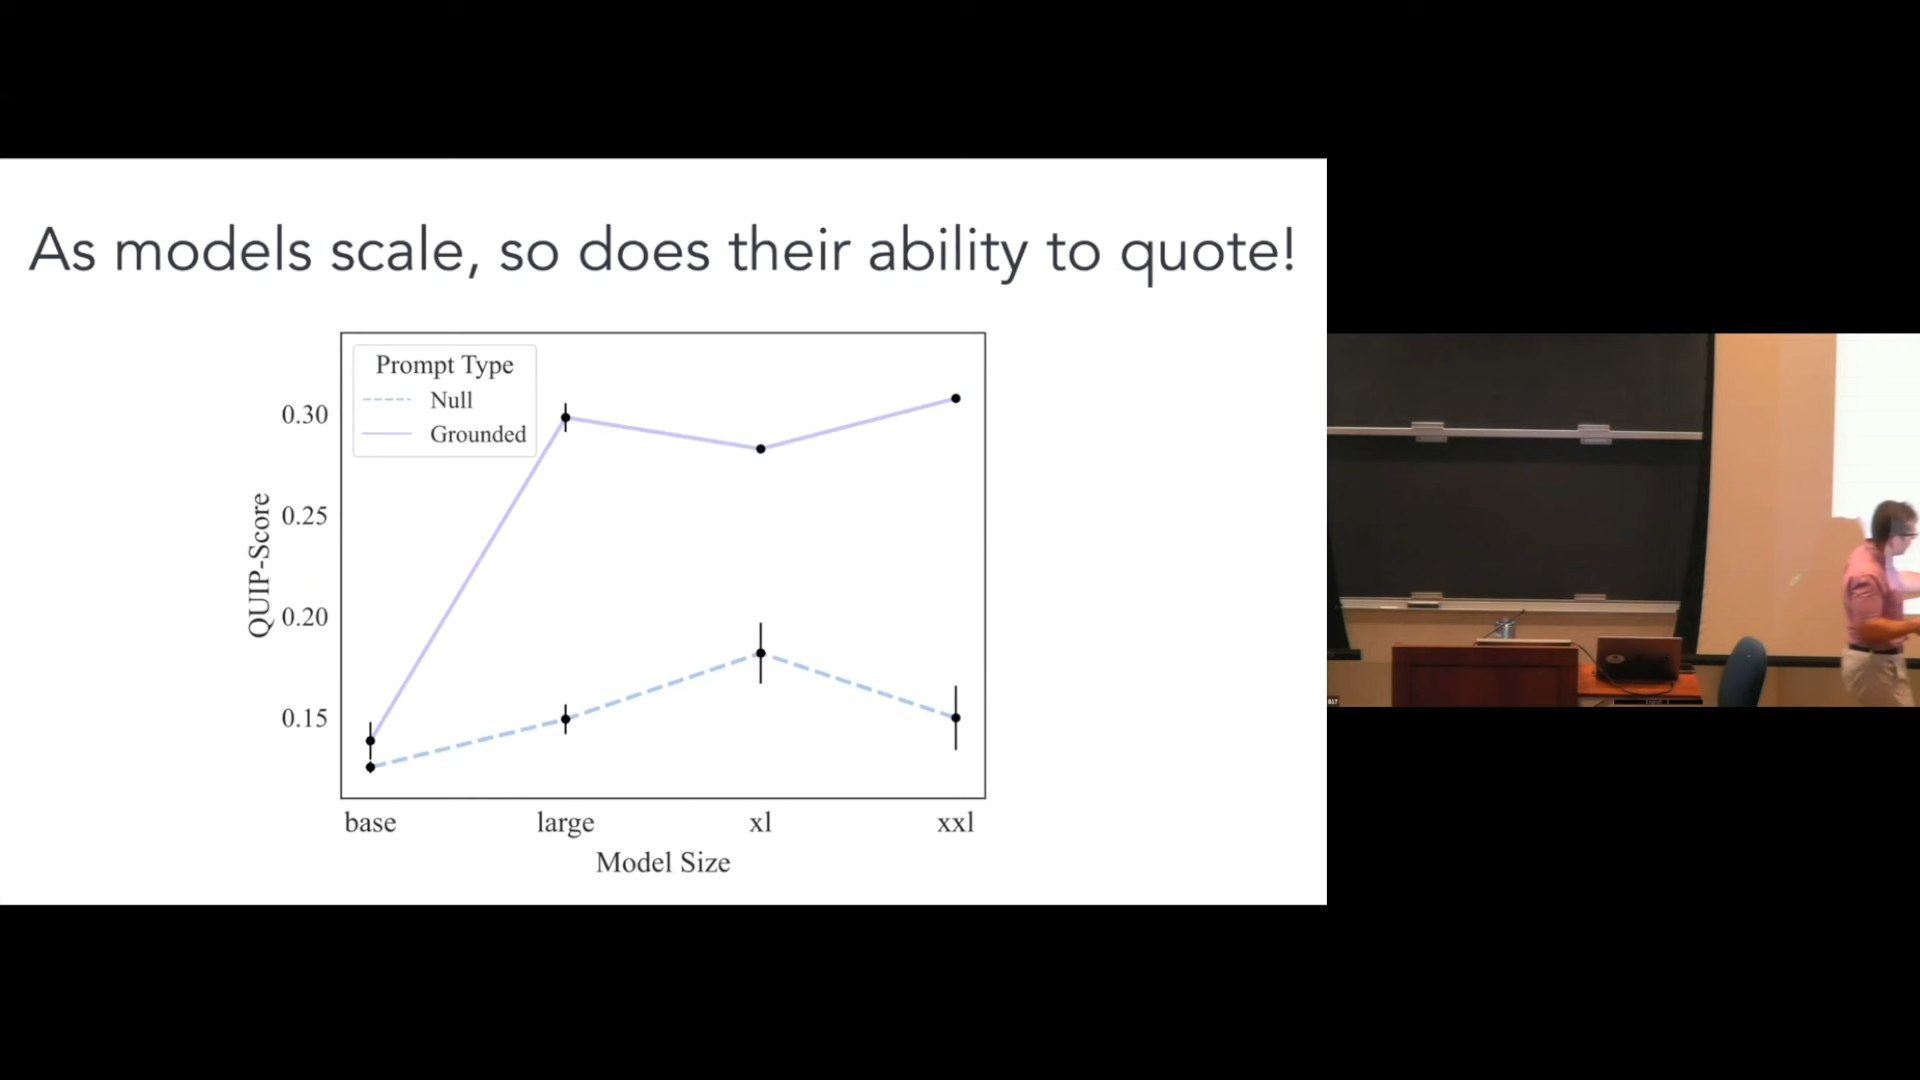 As models scale, so does their ability to quote!
Prompt Type
Null
Grounded
0.30
0.25
0.20
0.15
QUIP-Score
base large xl xxl
Model Size